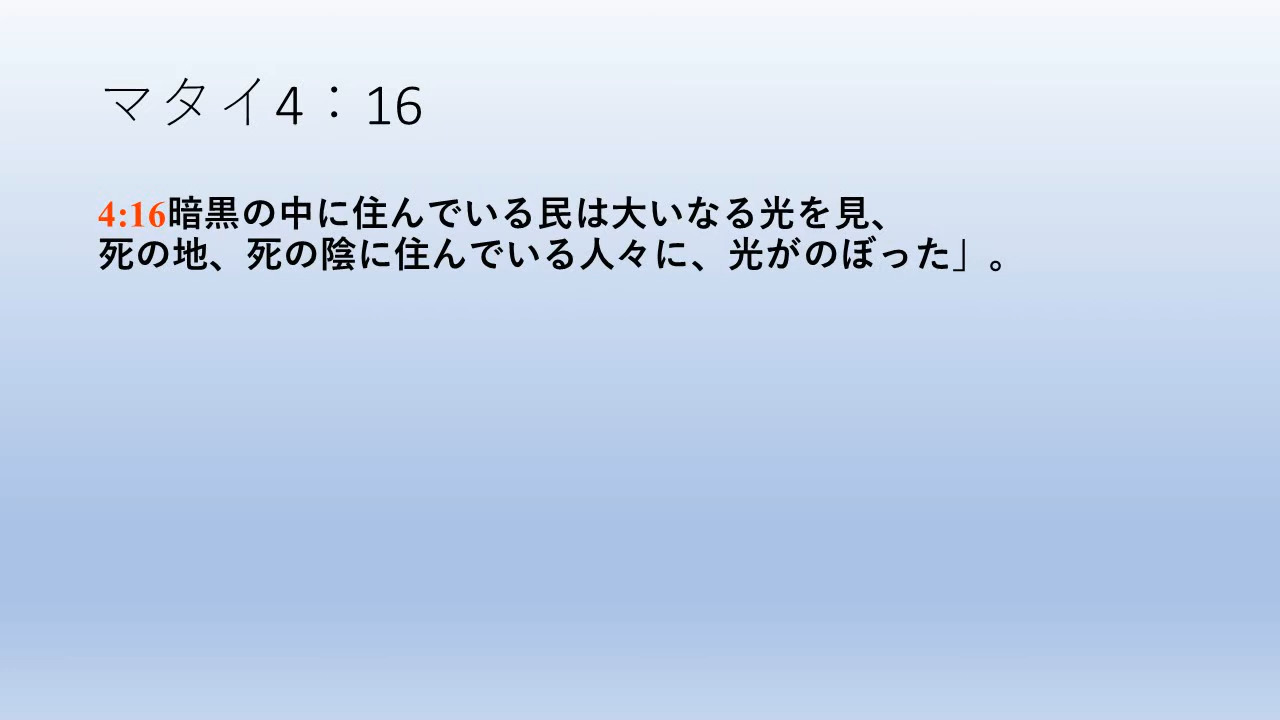 マタイ4：16
4:16暗黒の中に住んでいる民は大いなる光を見、
死の地、死の陰に住んでいる人々に、光がのぼった」。